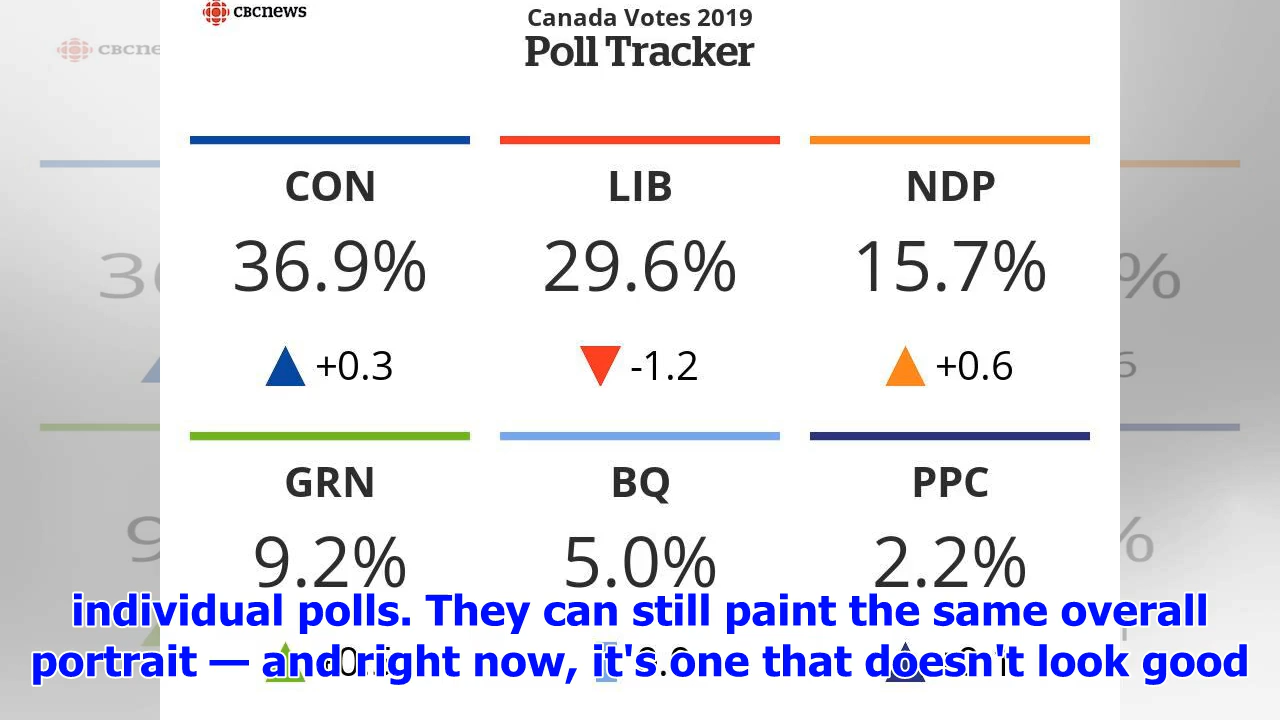 CBCNEWS
Canada Votes 2019
Poll Tracker
CON LIB NDP
36.9% 29.6% 15.7%
+0.3 -1.2 +0.6
GRN BQ PPC
9.2% 5.0% 2.2%
individual polls. They can still paint the same overall
portrait — and right now, it's one that doesn't look good